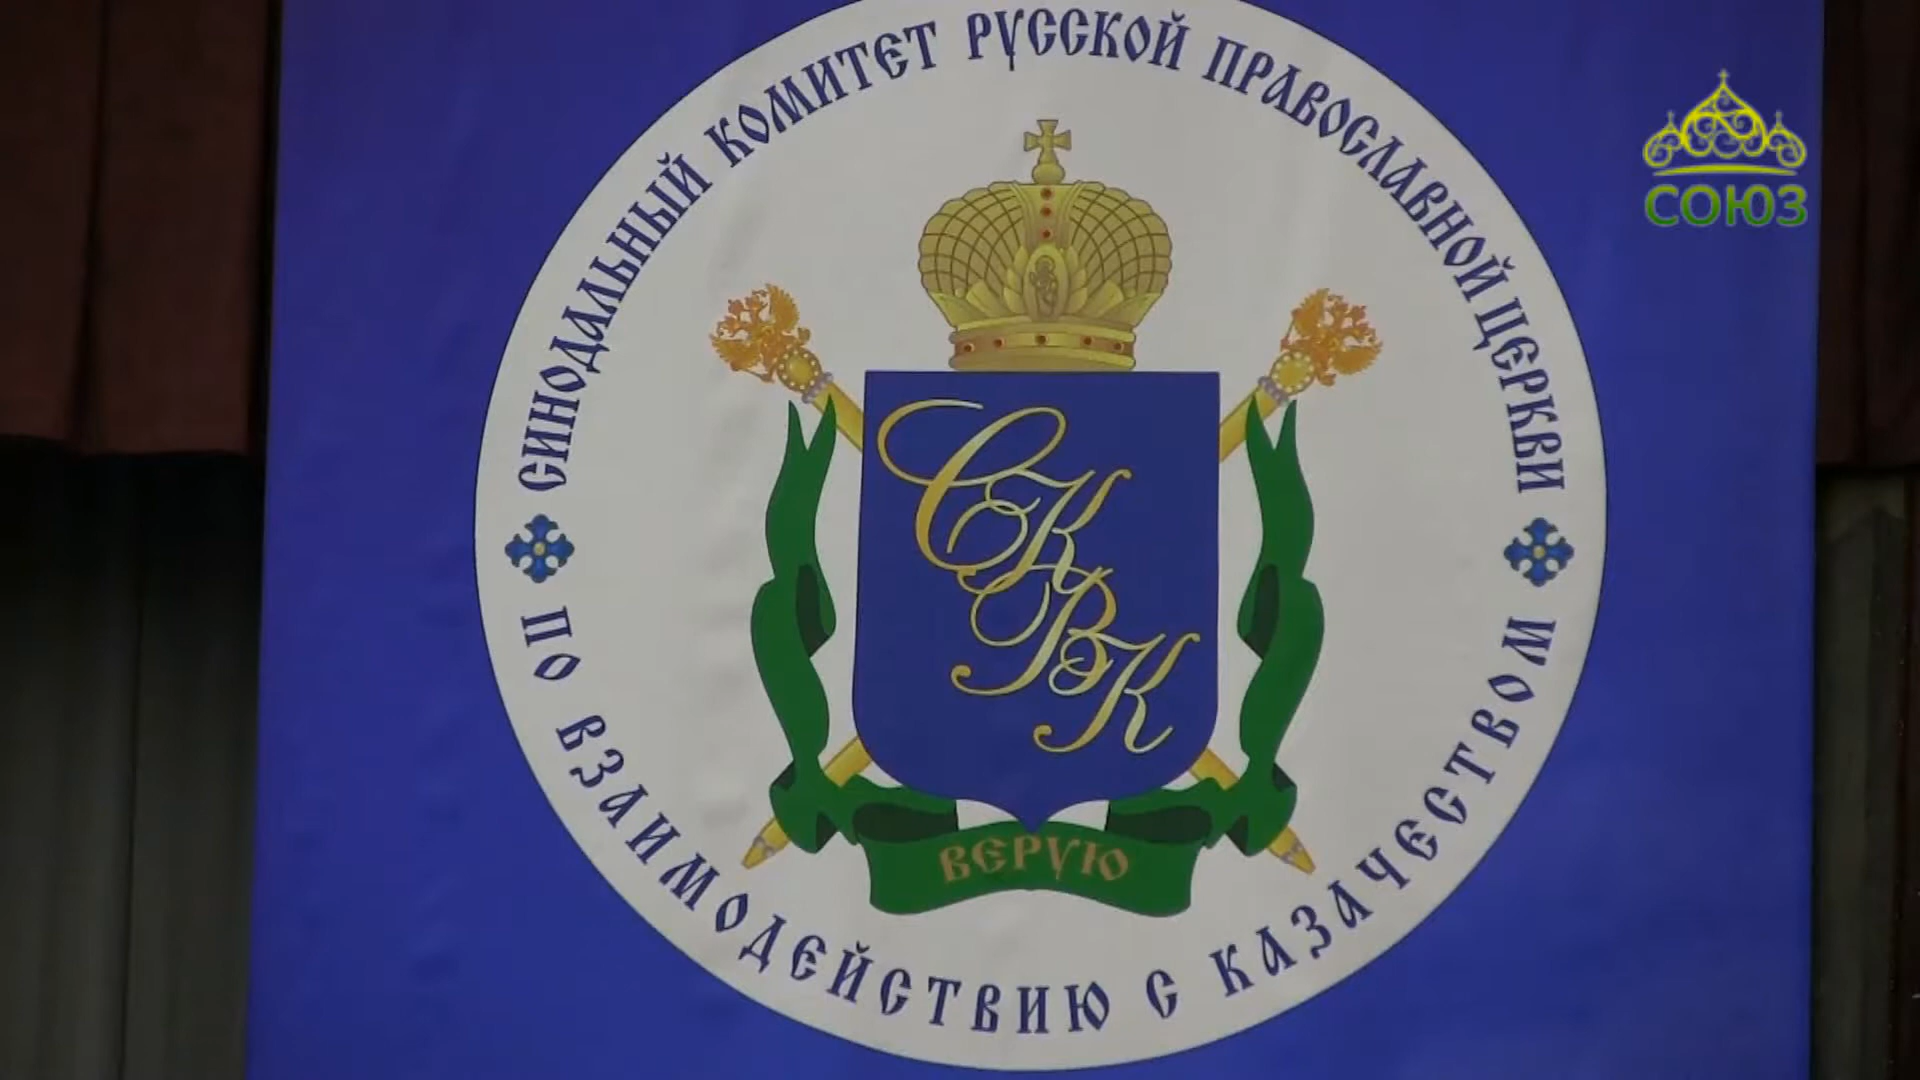 СИНОДАЛЬНЫЙ КОМИТЕТ РУССКОЙ ПРАВОСЛАВНОЙ ЦЕРКВИ
ПО ВЗАИМОДЕЙСТВИЮ С КАЗАЧЕСТВОМ
СКВК
ВЕРУЮ
СОЮЗ